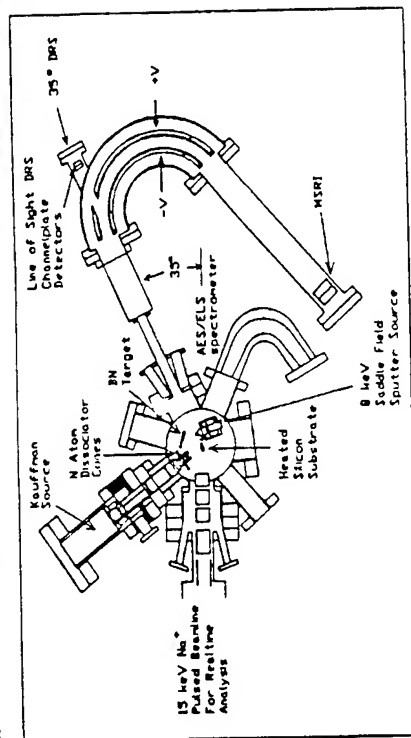 Kauffman
Source
N Atom
Dissociator
BN
Target
Line of Sight DRS
Channelplate
Detectors
35° DRS
+V
-V
35°
AES/ELS
spectrometer
MSRI
15 keV Na+
Pulsed Beamline
For Realtime
Analysis
Heated
Silicon
Substrate
8 keV
Saddle Field
Sputter Source